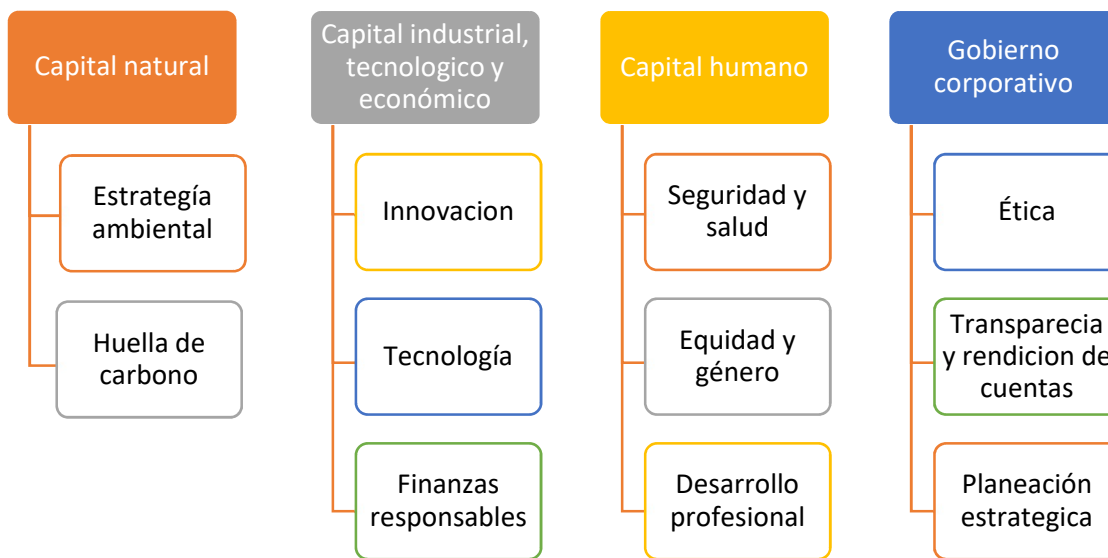 Capital natural
Estrategía
ambiental
Huella de
carbono
Capital industrial,
tecnologico y
económico
Innovacion
Tecnología
Finanzas
responsables
Capital humano
Seguridad y
salud
Equidad y
género
Desarrollo
profesional
Gobierno
corporativo
Ética
Transparecia
y rendicion de
cuentas
Planeación
estrategica